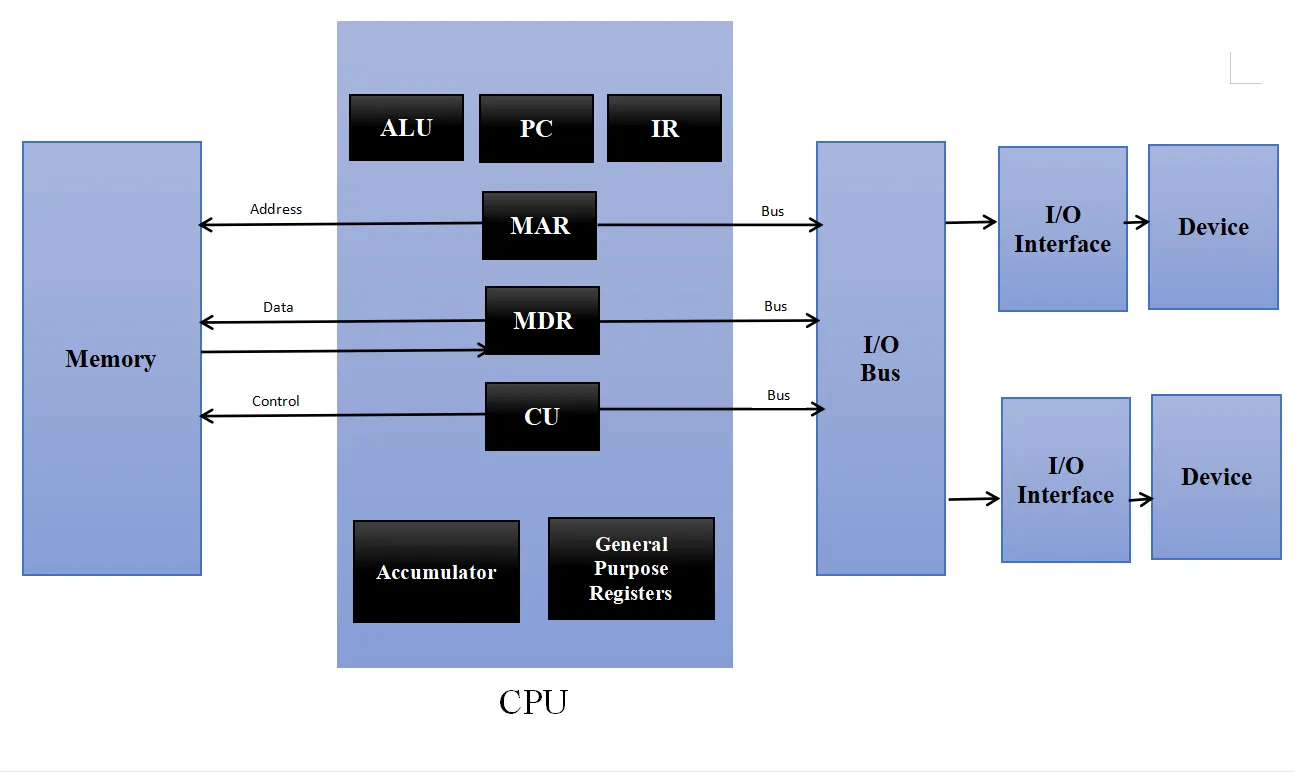 ALU
PC
IR
Address
MAR
Bus
I/O
Interface
Device
Data
MDR
Bus
Memory
I/O
Bus
Control
CU
Bus
I/O
Interface
Device
Accumulator
General
Purpose
Registers
CPU